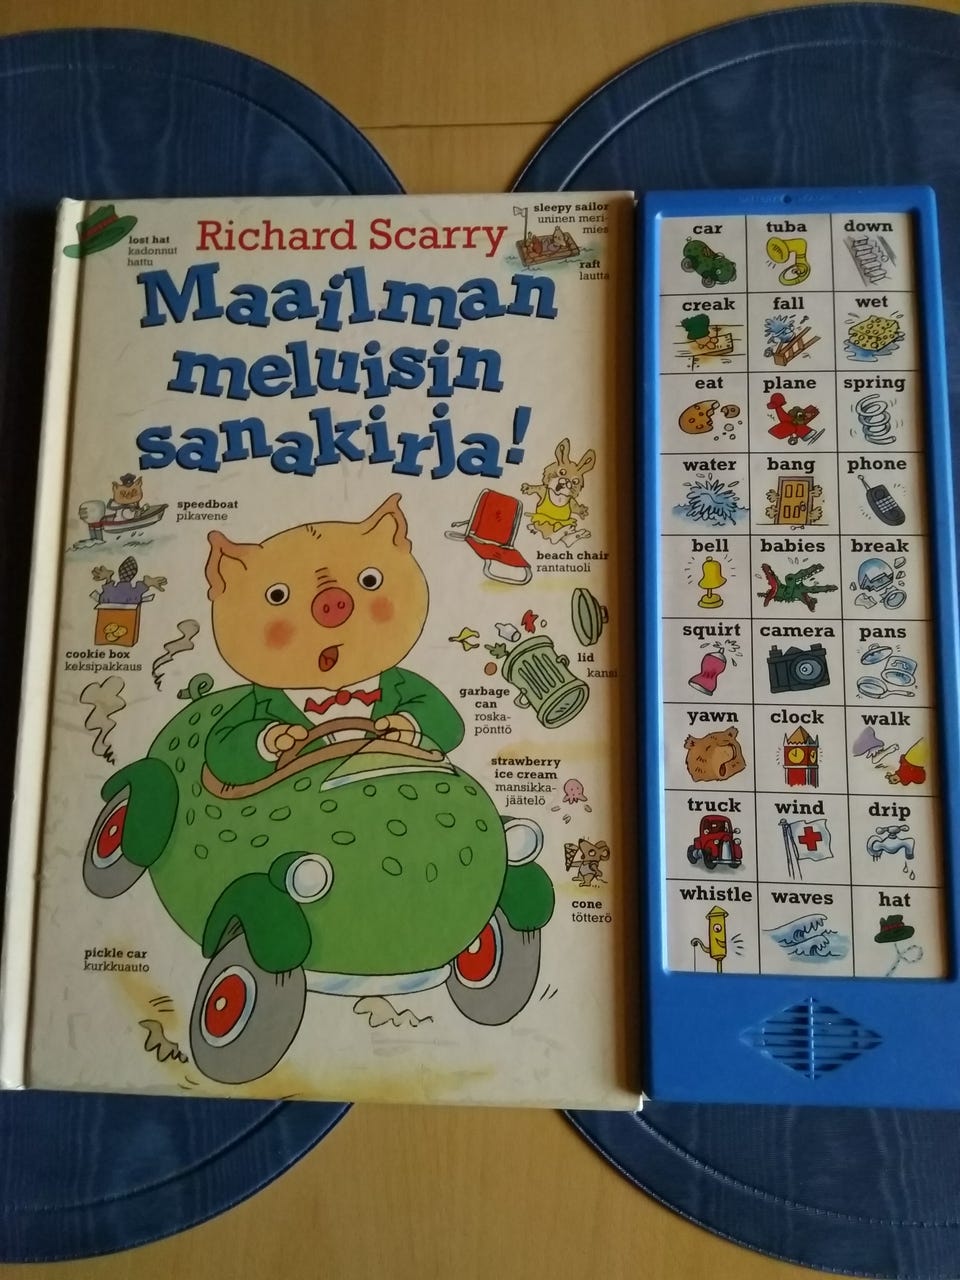 Richard Scarry
Maailman
meluisin
sanakirja!
lost hat
kadonnut
hattu
sleepy sailor
uninen meri-
mies
raft
lautta
speedboat
pikavene
beach chair
rantatuoli
cookie box
keksipakkaus
lid
kansi
garbage
can
roska-
pönttö
strawberry
ice cream
mansikka-
jäätelö
cone
tötterö
pickle car
kurkkuauto
car tuba down
creak fall wet
eat plane spring
water bang phone
bell babies break
squirt camera pans
yawn clock walk
truck wind drip
whistle waves hat